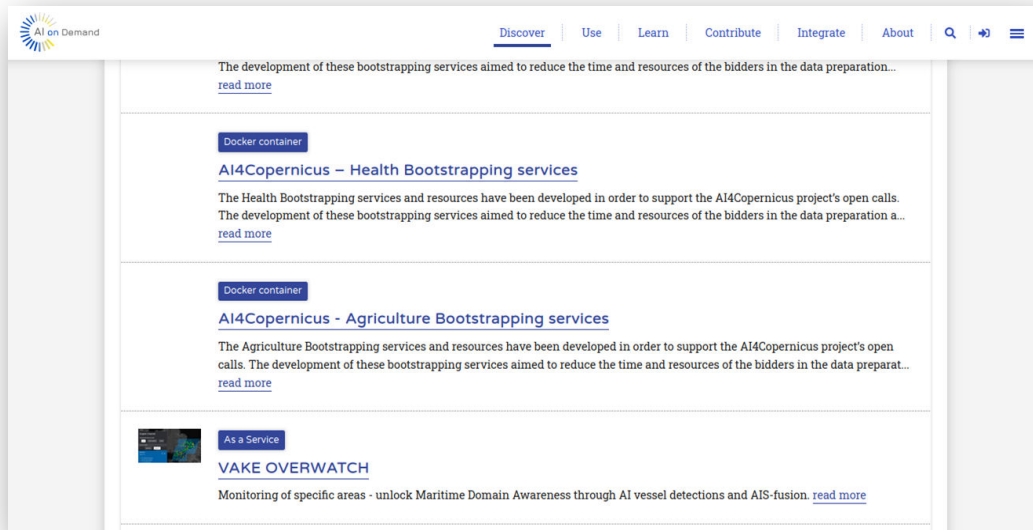 AI on Demand
Discover
Use
Learn
Contribute
Integrate
About
The development of these bootstrapping services aimed to reduce the time and resources of the bidders in the data preparation...
read more
Docker container
AI4Copernicus – Health Bootstrapping services
The Health Bootstrapping services and resources have been developed in order to support the AI4Copernicus project's open calls.
The development of these bootstrapping services aimed to reduce the time and resources of the bidders in the data preparation a...
read more
Docker container
AI4Copernicus - Agriculture Bootstrapping services
The Agriculture Bootstrapping services and resources have been developed in order to support the AI4Copernicus project's open
calls. The development of these bootstrapping services aimed to reduce the time and resources of the bidders in the data preparat...
read more
As a Service
VAKE OVERWATCH
Monitoring of specific areas - unlock Maritime Domain Awareness through AI vessel detections and AIS-fusion. read more